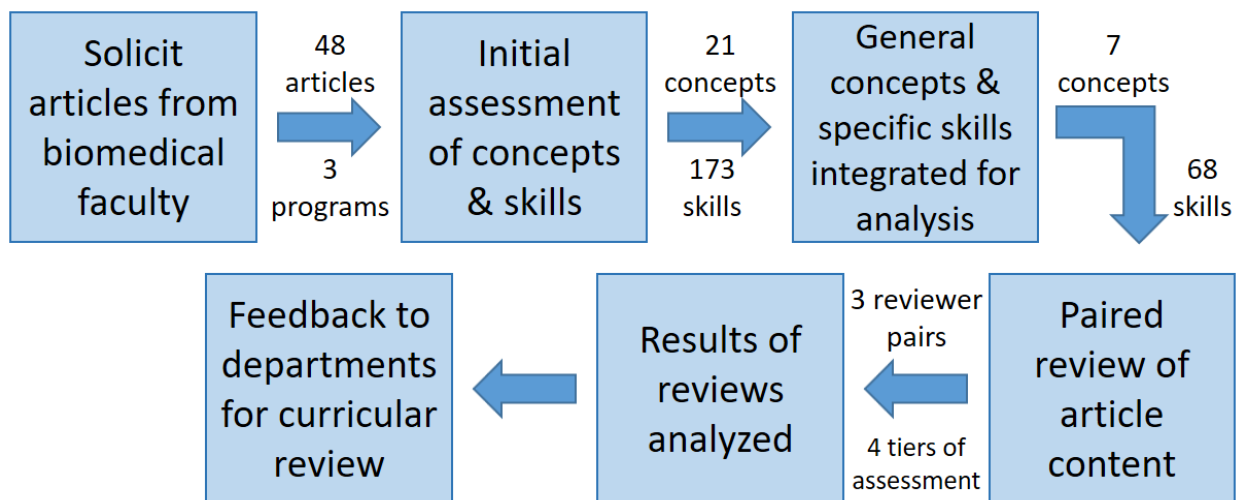 Solicit
articles from
biomedical
faculty
48
articles
3
programs
Initial
assessment
of concepts
& skills
21
concepts
173
skills
General
concepts &
specific skills
integrated for
analysis
7
concepts
68
skills
Paired
review of
article
content
3 reviewer
pairs
4 tiers of
assessment
Results of
reviews
analyzed
Feedback to
departments
for curricular
review